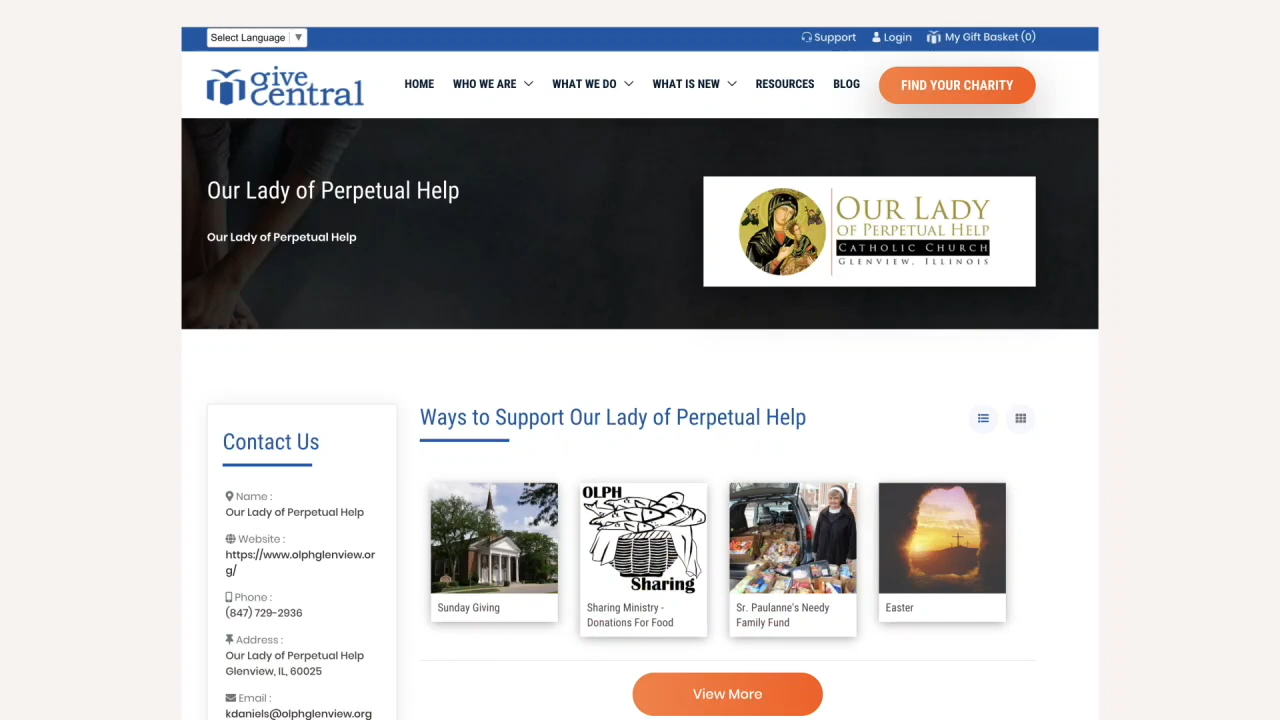 Select Language ▼
Support
Login
My Gift Basket (0)
give
central
HOME
WHO WE ARE
WHAT WE DO
WHAT IS NEW
RESOURCES
BLOG
FIND YOUR CHARITY
Our Lady of Perpetual Help
Our Lady of Perpetual Help
OUR LADY
OF PERPETUAL HELP
CATHOLIC CHURCH
GLENVIEW, ILLINOIS
Contact Us
Name :
Our Lady of Perpetual Help
Website :
https://www.olphglenview.or
g/
Phone :
(847) 729-2936
Address :
Our Lady of Perpetual Help
Glenview, IL, 60025
Email :
kdaniels@olphglenview.org
Ways to Support Our Lady of Perpetual Help
Sunday Giving
OLPH
Sharing
Sharing Ministry -
Donations For Food
Sr. Paulanne's Needy
Family Fund
Easter
View More